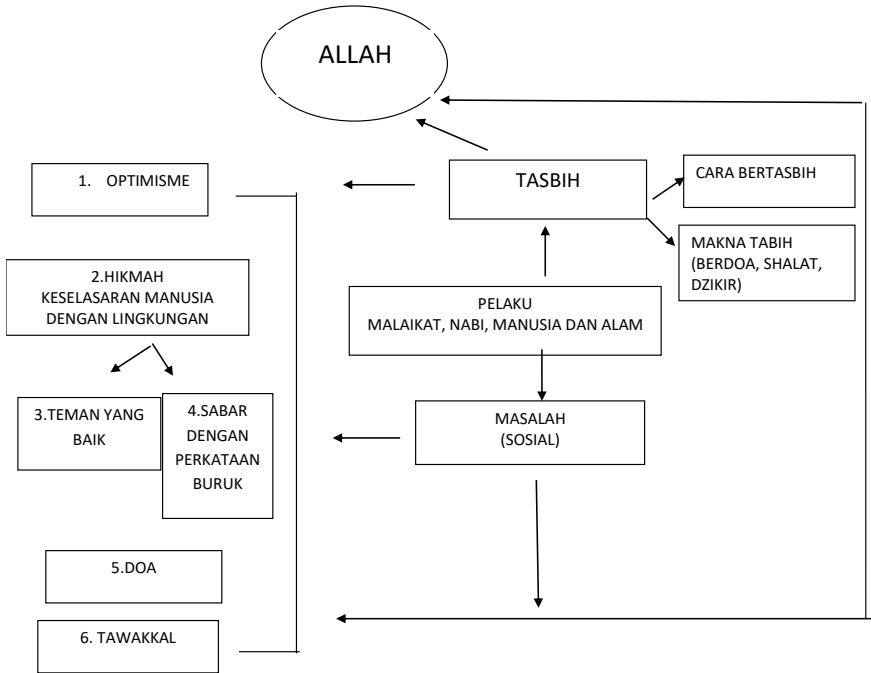 ALLAH
TASBIH
CARA BERTASBIH
1. OPTIMISME
MAKNA TABIH
(BERDOA, SHALAT,
DZIKIR)
2.HIKMAH
KESELASARAN MANUSIA
DENGAN LINGKUNGAN
PELAKU
MALAIKAT, NABI, MANUSIA DAN ALAM
3.TEMAN YANG
BAIK
4.SABAR
DENGAN
PERKATAAN
BURUK
MASALAH
(SOSIAL)
5.DOA
6. TAWAKKAL